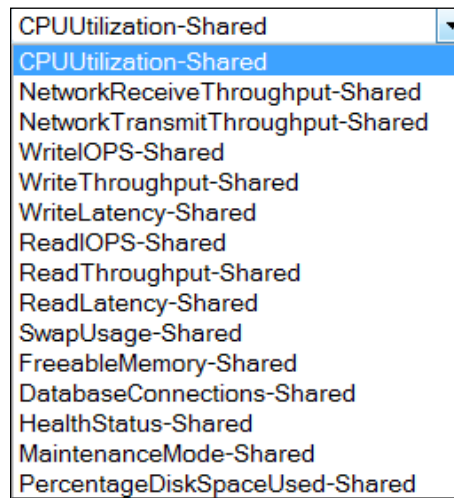 CPUUtilization-Shared
CPUUtilization-Shared
NetworkReceiveThroughput-Shared
NetworkTransmitThroughput-Shared
WriteIOPS-Shared
WriteThroughput-Shared
WriteLatency-Shared
ReadIOPS-Shared
ReadThroughput-Shared
ReadLatency-Shared
SwapUsage-Shared
FreeableMemory-Shared
DatabaseConnections-Shared
HealthStatus-Shared
MaintenanceMode-Shared
PercentageDiskSpaceUsed-Shared